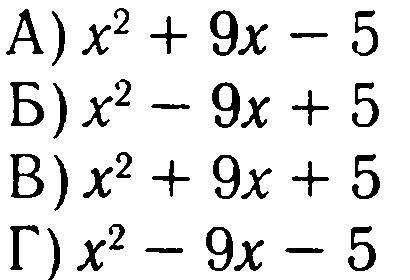 А) x² + 9x − 5
Б) x² − 9x + 5
В) x² + 9x + 5
Г) x² − 9x − 5